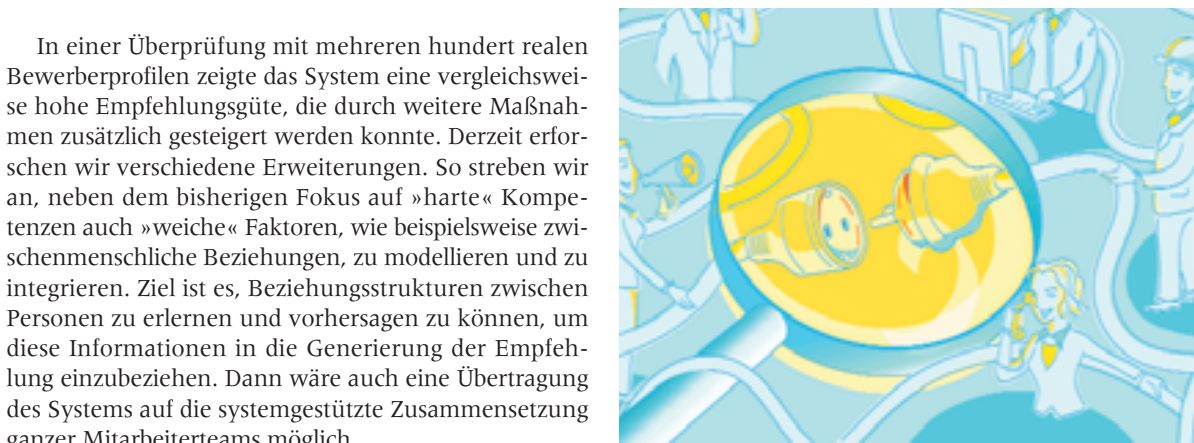 In einer Überprüfung mit mehreren hundert realen
Bewerberprofilen zeigte das System eine vergleichswei-
se hohe Empfehlungsgüte, die durch weitere Maßnah-
men zusätzlich gesteigert werden konnte. Derzeit erfor-
schen wir verschiedene Erweiterungen. So streben wir
an, neben dem bisherigen Fokus auf »harte« Kompe-
tenzen auch »weiche« Faktoren, wie beispielsweise zwi-
schenmenschliche Beziehungen, zu modellieren und zu
integrieren. Ziel ist es, Beziehungsstrukturen zwischen
Personen zu erlernen und vorhersagen zu können, um
diese Informationen in die Generierung der Empfeh-
lung einzubeziehen. Dann wäre auch eine Übertragung
des Systems auf die systemgestützte Zusammensetzung
ganzer Mitarbeiterteams möglich